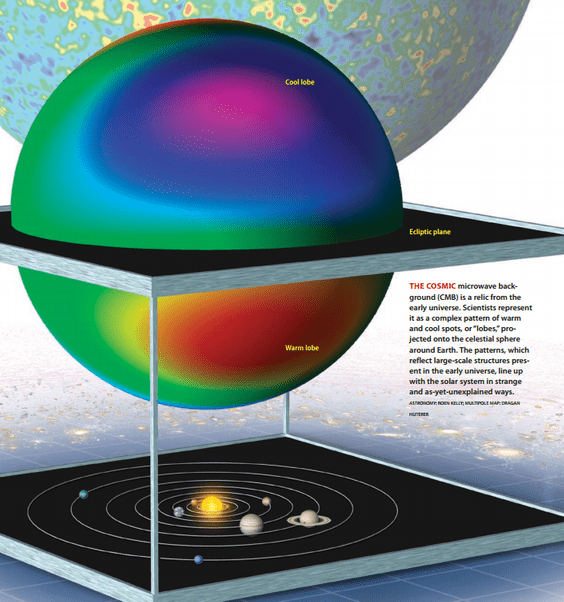 Cool lobe
Ecliptic plane
THE COSMIC microwave back-
ground (CMB) is a relic from the
early universe. Scientists represent
it as a complex pattern of warm
and cool spots, or “lobes,” pro-
jected onto the celestial sphere
around Earth. The patterns, which
reflect large-scale structures pres-
ent in the early universe, line up
with the solar system in strange
and as-yet-unexplained ways.
ASTRONOMY: ROEN KELLY; MULTIPOLE MAP: DRAGAN
HUTERER
Warm lobe